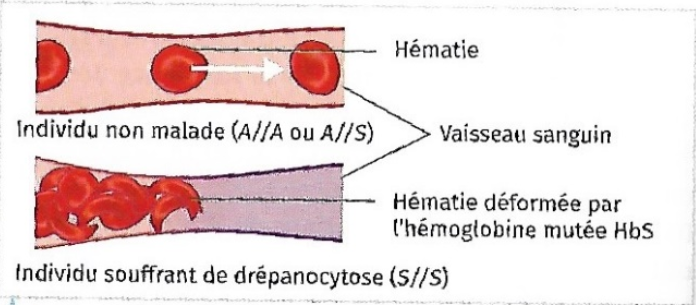 Hématie
Individu non malade (A//A ou A//S)
Vaisseau sanguin
Hématie déformée par
l'hémoglobine mutée HbS
Individu souffrant de drépanocytose (S//S)